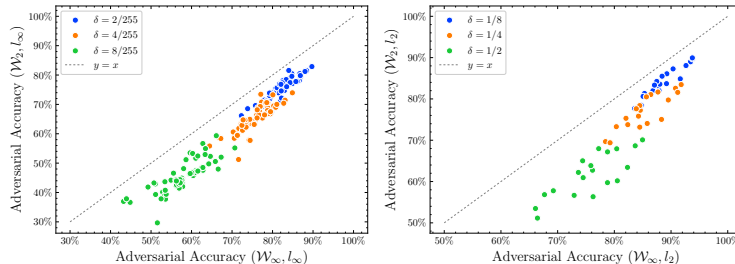 δ = 2/255
δ = 4/255
δ = 8/255
y = x
100%
90%
80%
70%
60%
50%
40%
30%
Adversarial Accuracy (𝒲₂, l∞)
30% 40% 50% 60% 70% 80% 90% 100%
Adversarial Accuracy (𝒲∞, l∞)
δ = 1/8
δ = 1/4
δ = 1/2
y = x
100%
90%
80%
70%
60%
50%
Adversarial Accuracy (𝒲₂, l₂)
50% 60% 70% 80% 90% 100%
Adversarial Accuracy (𝒲∞, l₂)